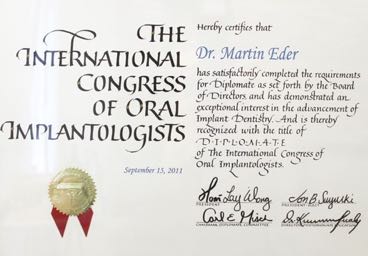 THE
INTERNATIONAL
CONGRESS
OF ORAL
IMPLANTOLOGISTS
September 15, 2011
Hereby certifies that
Dr. Martin Eder
has satisfactorily completed the requirements
for Diplomate as set forth by the Board
of Directors, and has demonstrated an
exceptional interest in the advancement of
Implant Dentistry. And is thereby
recognized with the title of
D·I·P·L·O·M·A·T·E
of The International Congress of
Oral Implantologists.
PRESIDENT
CHAIRMAN, DIPLOMATE COMMITTEE